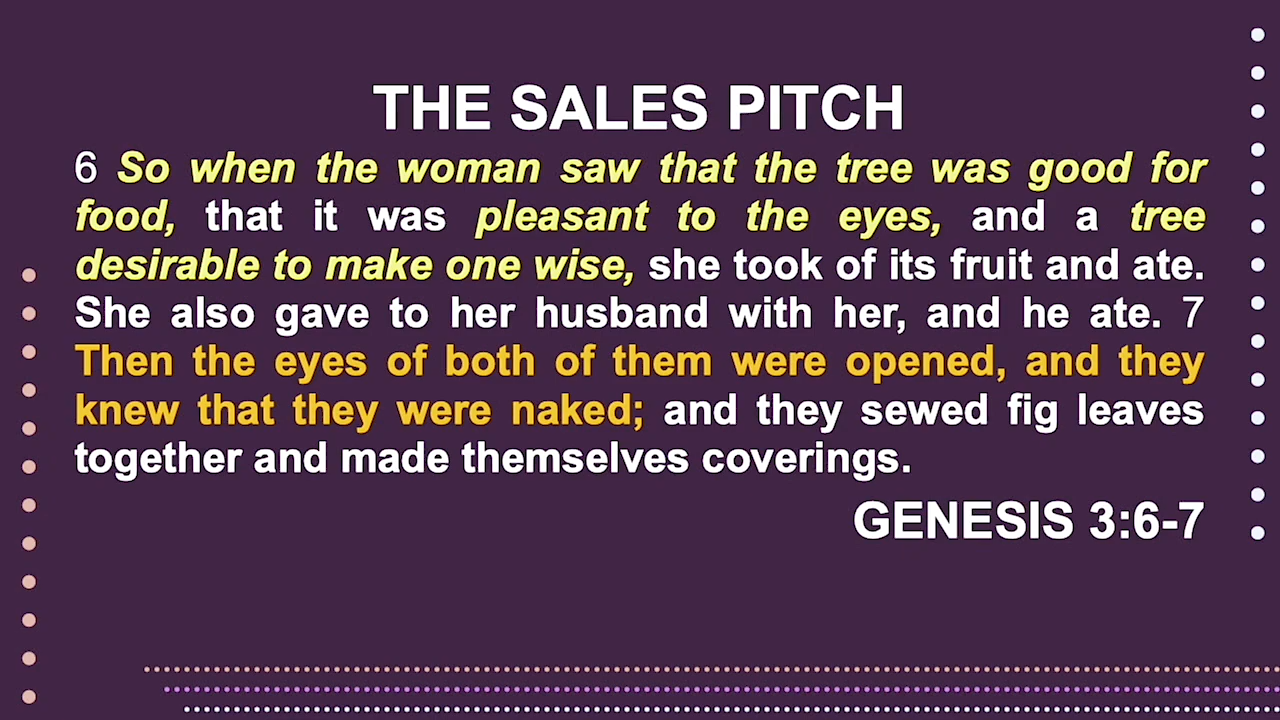 THE SALES PITCH
6 So when the woman saw that the tree was good for
food, that it was pleasant to the eyes, and a tree
desirable to make one wise, she took of its fruit and ate.
She also gave to her husband with her, and he ate. 7
Then the eyes of both of them were opened, and they
knew that they were naked; and they sewed fig leaves
together and made themselves coverings.
GENESIS 3:6-7